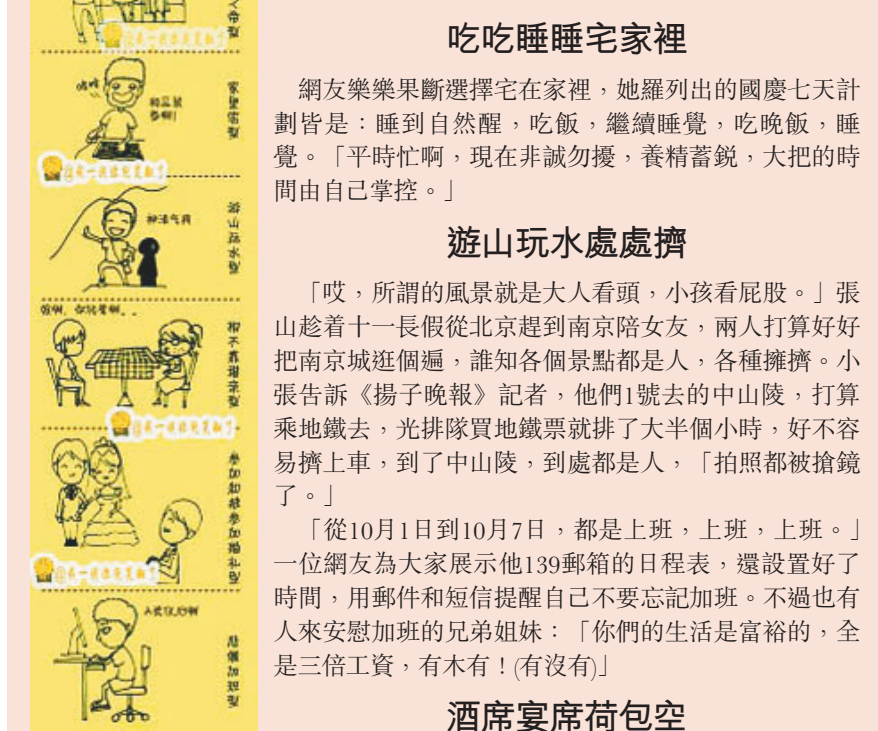 吃吃睡睡宅家裡
網友樂樂果斷選擇宅在家裡，她羅列出的國慶七天計
劃皆是：睡到自然醒，吃飯，繼續睡覺，吃晚飯，睡
覺。「平時忙啊，現在非誠勿擾，養精蓄銳，大把的時
間由自己掌控。」
遊山玩水處處擠
「哎，所謂的風景就是大人看頭，小孩看屁股。」張
山趁着十一長假從北京趕到南京陪女友，兩人打算好好
把南京城逛個遍，誰知各個景點都是人，各種擁擠。小
張告訴《揚子晚報》記者，他們1號去的中山陵，打算
乘地鐵去，光排隊買地鐵票就排了大半個小時，好不容
易擠上車，到了中山陵，到處都是人，「拍照都被搶鏡
了。」
「從10月1日到10月7日，都是上班，上班，上班。」
一位網友為大家展示他139郵箱的日程表，還設置好了
時間，用郵件和短信提醒自己不要忘記加班。不過也有
人來安慰加班的兄弟姐妹：「你們的生活是富裕的，全
是三倍工資，有木有！(有沒有)」
酒席宴席荷包空
家里宅型
游山玩水型
神清气爽
悲催加班型